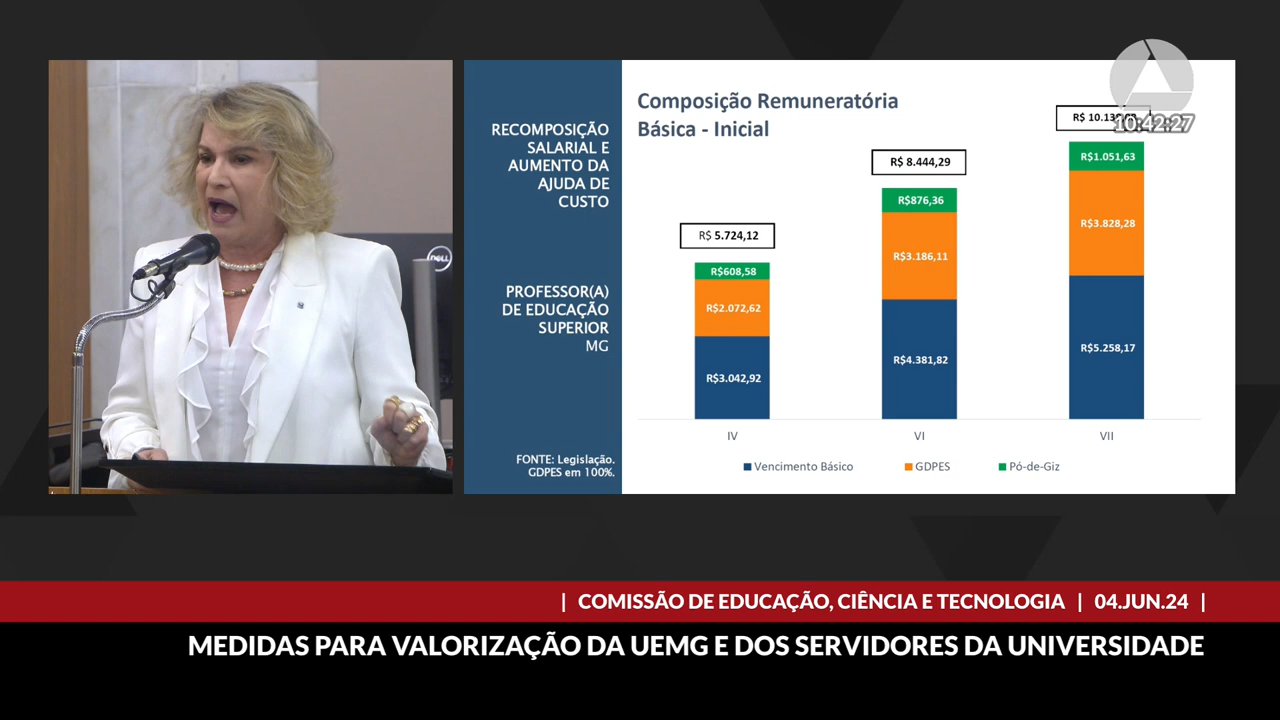 RECOMPOSIÇÃO
SALARIAL E
AUMENTO DA
AJUDA DE
CUSTO
PROFESSOR(A)
DE EDUCAÇÃO
SUPERIOR
MG
FONTE: Legislação.
GDPES em 100%.
Composição Remuneratória
Básica - Inicial
R$ 5.724,12
R$608,58
R$2.072,62
R$3.042,92
IV
R$ 8.444,29
R$876,36
R$3.186,11
R$4.381,82
VI
R$
10:42:27
R$1.051,63
R$3.828,28
R$5.258,17
VII
Vencimento Básico
GDPES
Pó-de-Giz
DELL
| COMISSÃO DE EDUCAÇÃO, CIÊNCIA E TECNOLOGIA | 04.JUN.24 |
MEDIDAS PARA VALORIZAÇÃO DA UEMG E DOS SERVIDORES DA UNIVERSIDADE